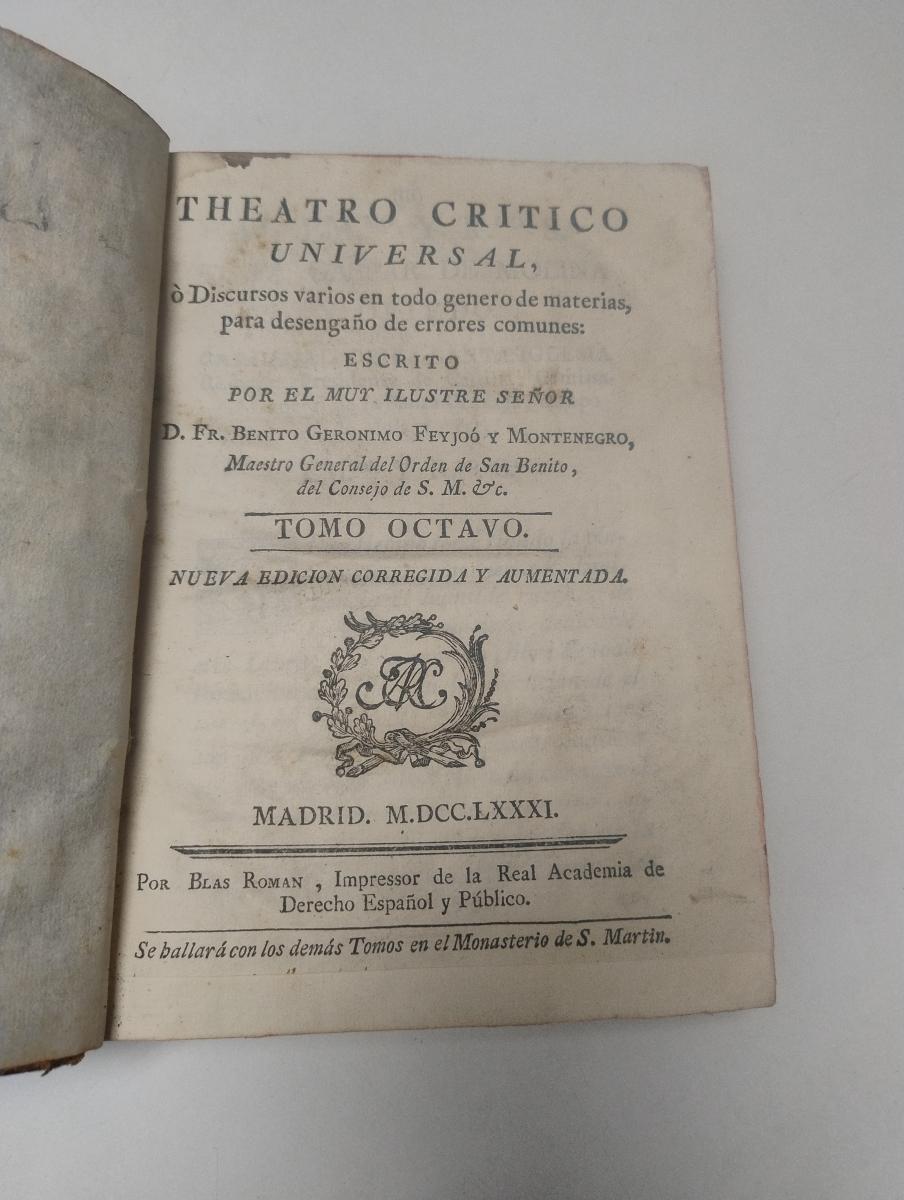 THEATRO CRITICO
UNIVERSAL,
ò Discursos varios en todo genero de materias,
para desengaño de errores comunes:
ESCRITO
POR EL MUY ILUSTRE SEÑOR
D. FR. BENITO GERONIMO FEYJOÓ Y MONTENEGRO,
Maestro General del Orden de San Benito,
del Consejo de S. M. &c.
TOMO OCTAVO.
NUEVA EDICION CORREGIDA Y AUMENTADA.
MADRID. M.DCC.LXXXI.
POR BLAS ROMAN, Impressor de la Real Academia de
Derecho Español y Público.
Se hallará con los demás Tomos en el Monasterio de S. Martin.